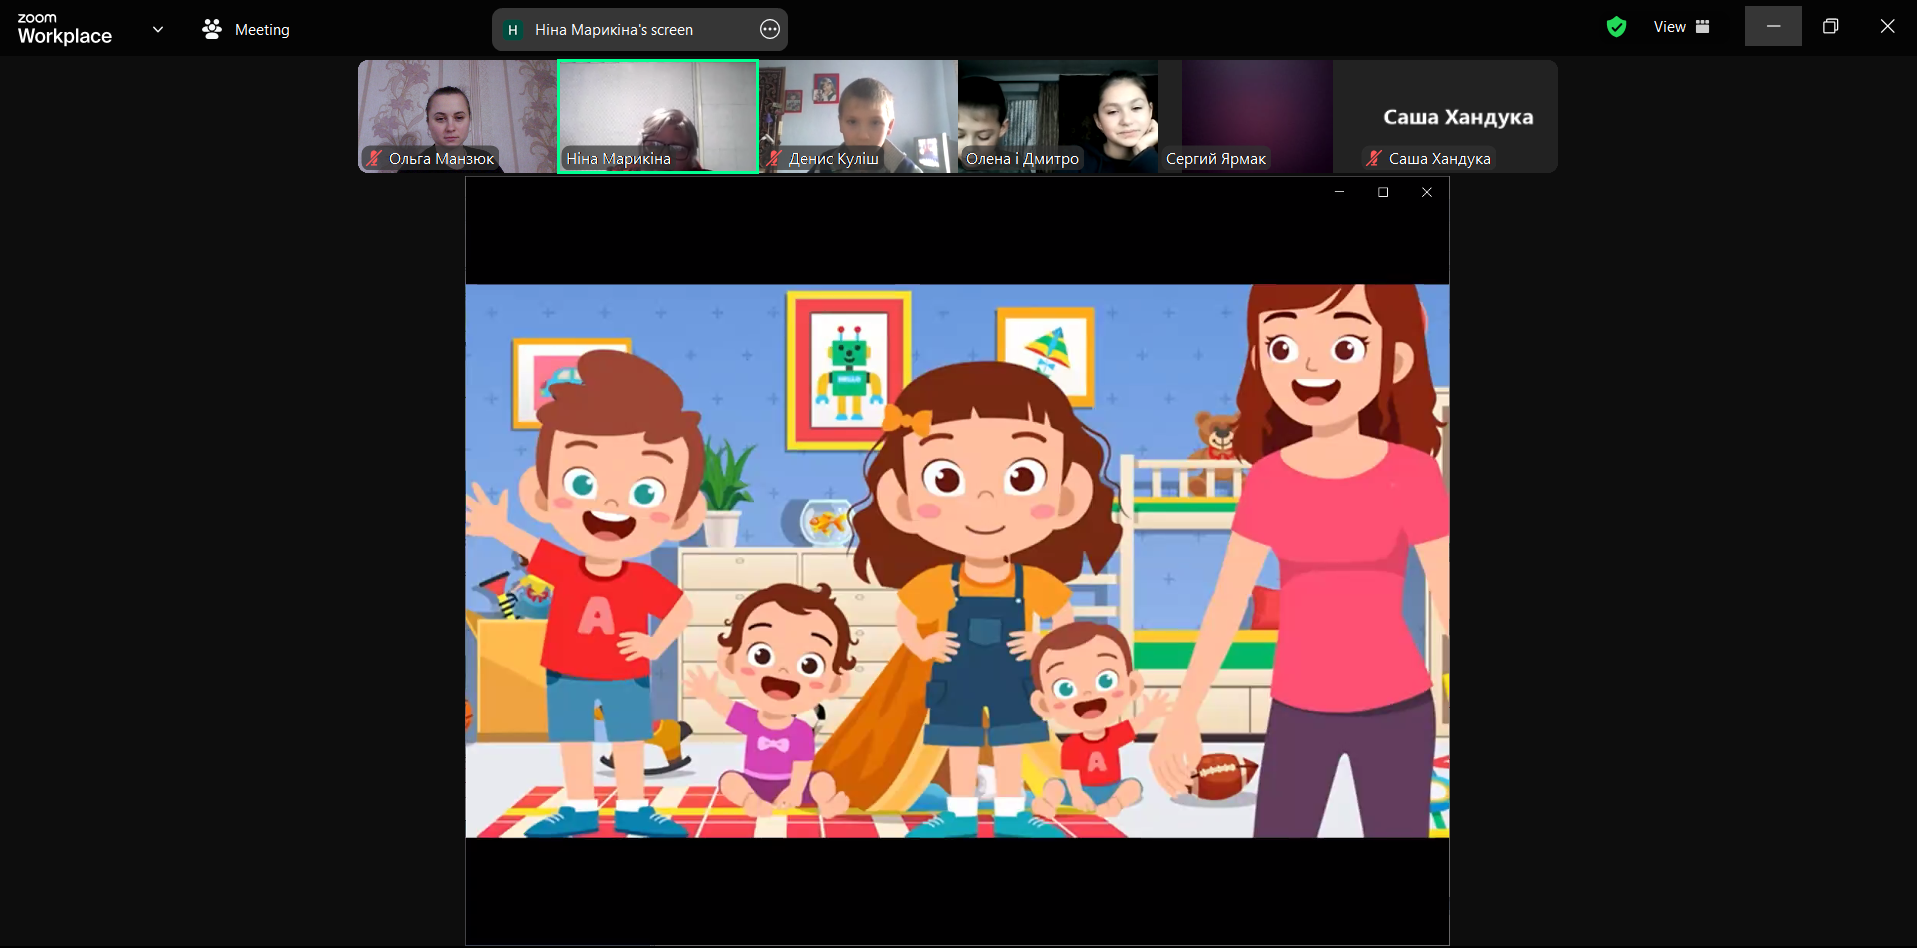 zoom
Workplace
Meeting
H
Ніна Марикіна's screen
View
Ольга Манзюк
Ніна Марикіна
Денис Куліш
Олена і Дмитро
Сергий Ярмак
Саша Хандука
Саша Хандука
HELLO
A
A